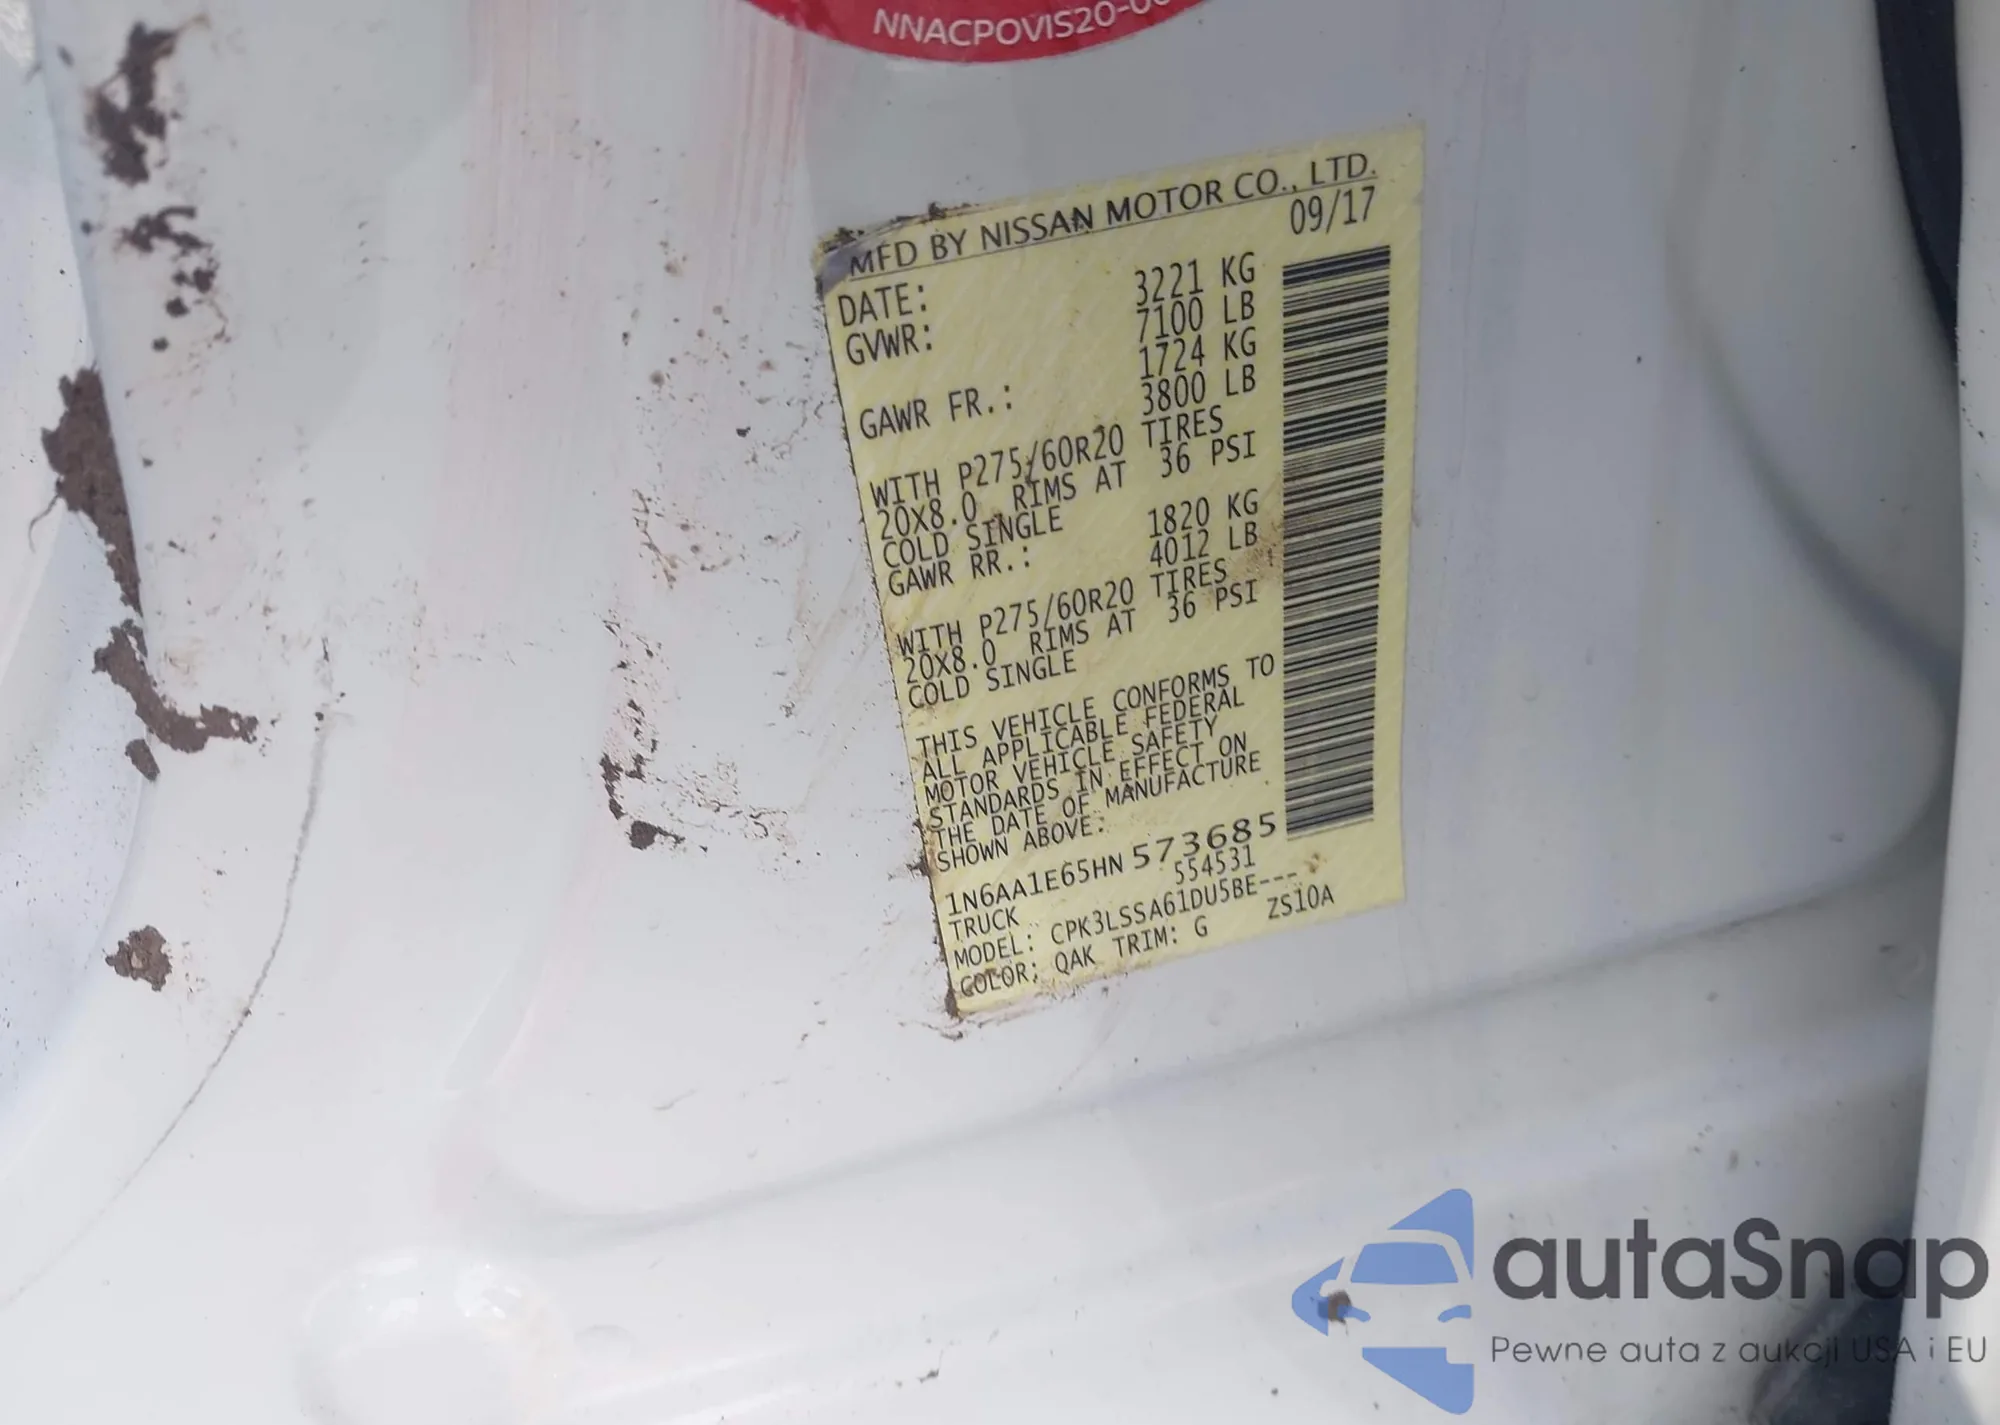 NNACPOVIS20-0
MFD BY NISSAN MOTOR CO., LTD.
DATE: 09/17
GVWR: 3221 KG
7100 LB
GAWR FR.: 1724 KG
3800 LB
WITH P275/60R20 TIRES
20X8.0 RIMS AT 36 PSI
COLD SINGLE
GAWR RR.: 1820 KG
4012 LB
WITH P275/60R20 TIRES
20X8.0 RIMS AT 36 PSI
COLD SINGLE
THIS VEHICLE CONFORMS TO
ALL APPLICABLE FEDERAL
MOTOR VEHICLE SAFETY
STANDARDS IN EFFECT ON
THE DATE OF MANUFACTURE
SHOWN ABOVE:
1N6AA1E65HN573685
TRUCK 554531
MODEL: CPK3LSSA61DU5BE---
COLOR: QAK TRIM: G ZS10A
autaSnap
Pewne auta z aukcji USA i EU